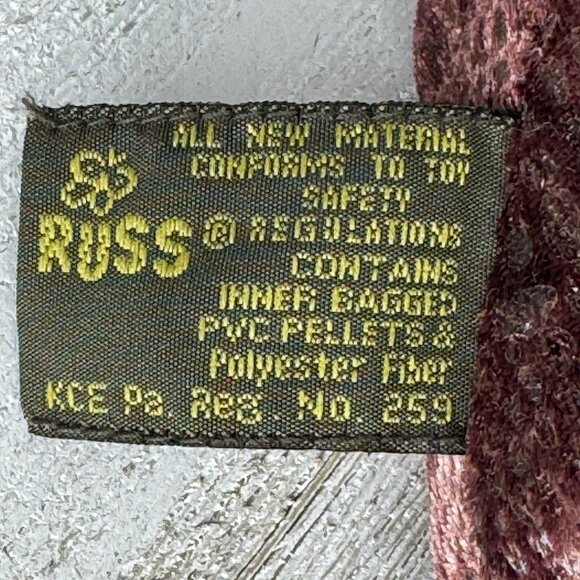 ALL NEW MATERIAL
CONFORMS TO TOY
SAFETY
RUSS ® REGULATIONS
CONTAINS
INNER BAGGED
PVC PELLETS &
Polyester Fiber
RCE Pa. Reg. No 259